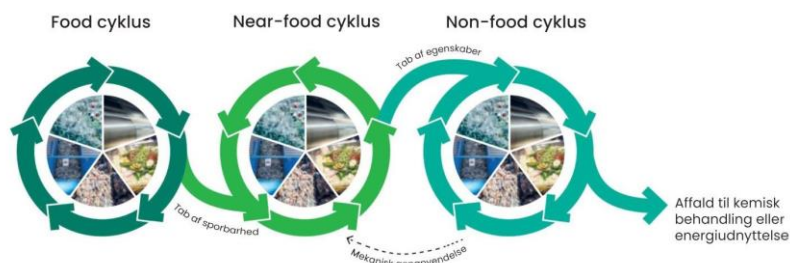 Food cyklus
Near-food cyklus
Non-food cyklus
Tab af egenskaber
Tab af sporbarhed
Mekanisk
Affald til kemisk
behandling eller
energiudnyttelse